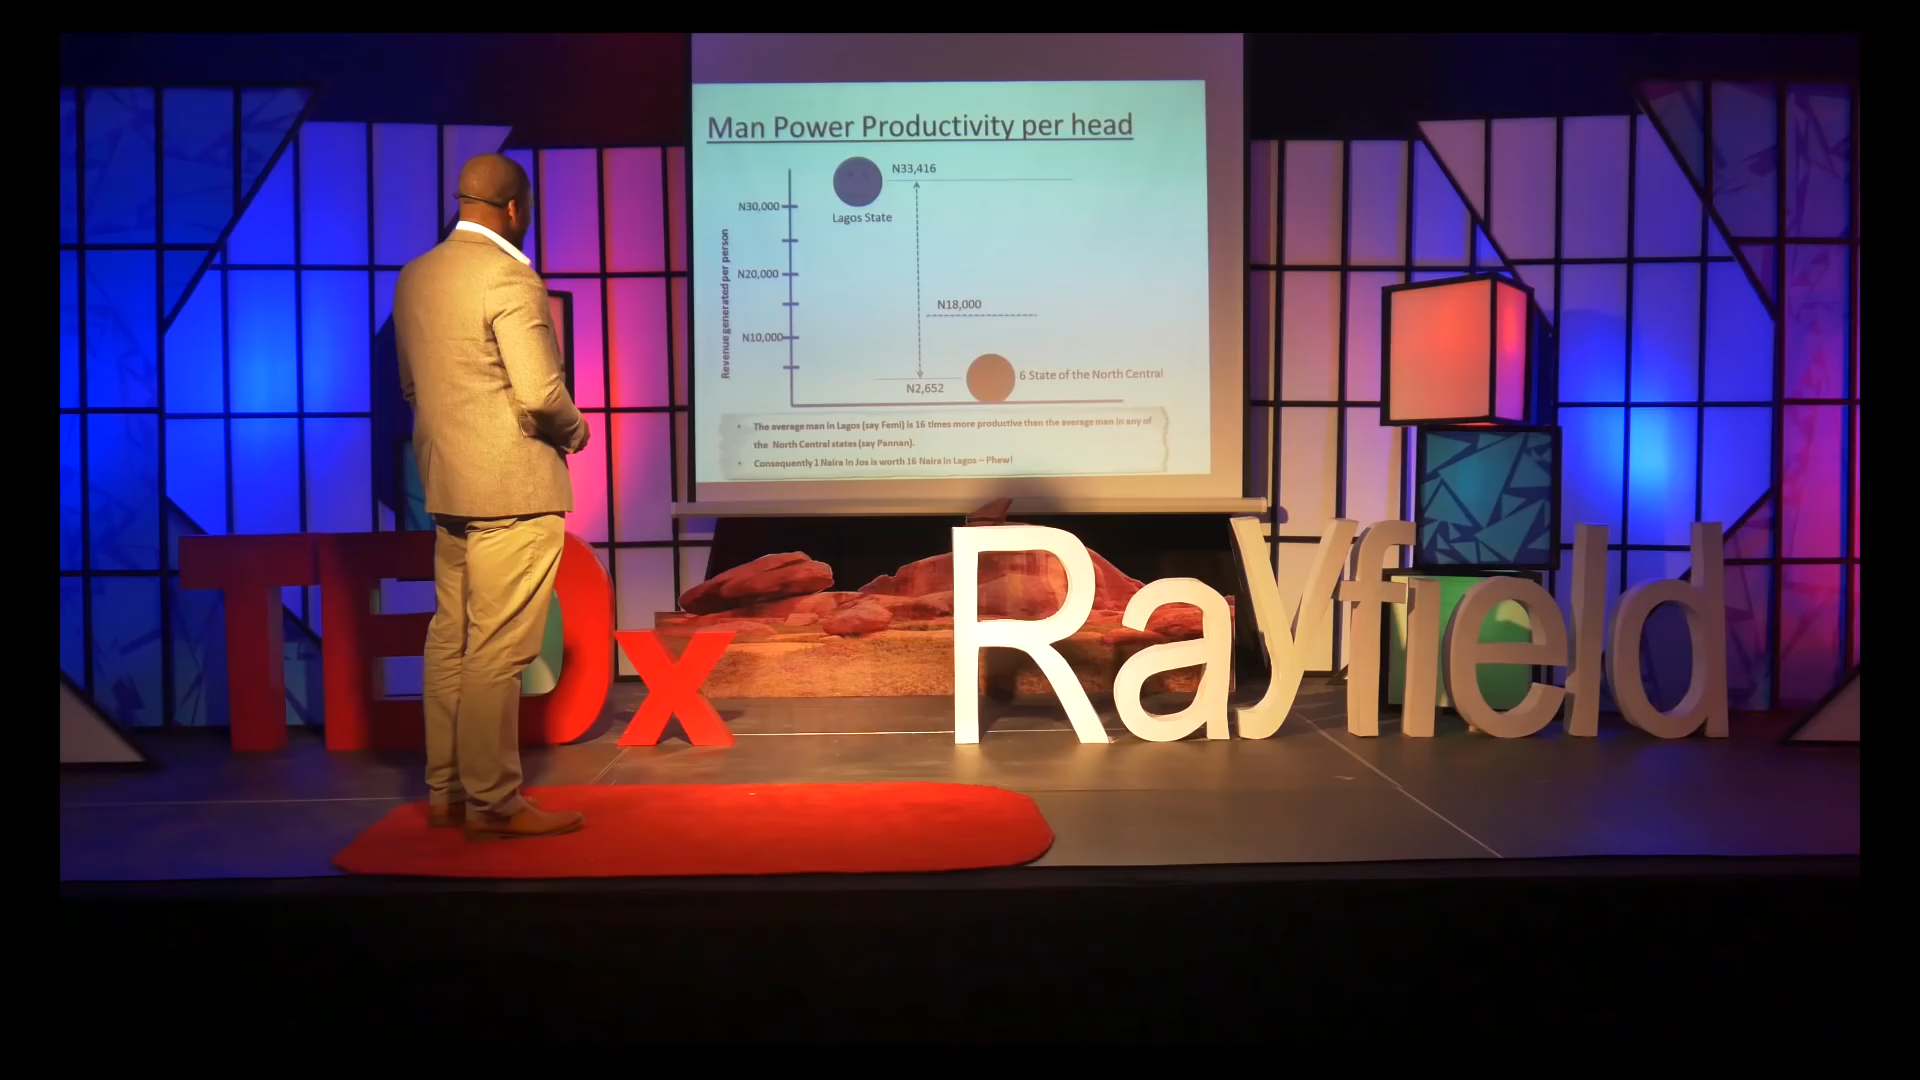 Man Power Productivity per head
N33,416
Lagos State
N30,000
N20,000
N18,000
N10,000
Revenue generated per person
N2,652
6 State of the North Central
• The average man in Lagos (say Femi) is 16 times more productive than the average man in any of
the North Central states (say Pannan).
• Consequently 1 Naira in Jos is worth 16 Naira in Lagos – Phew!
TEDx Rayfield